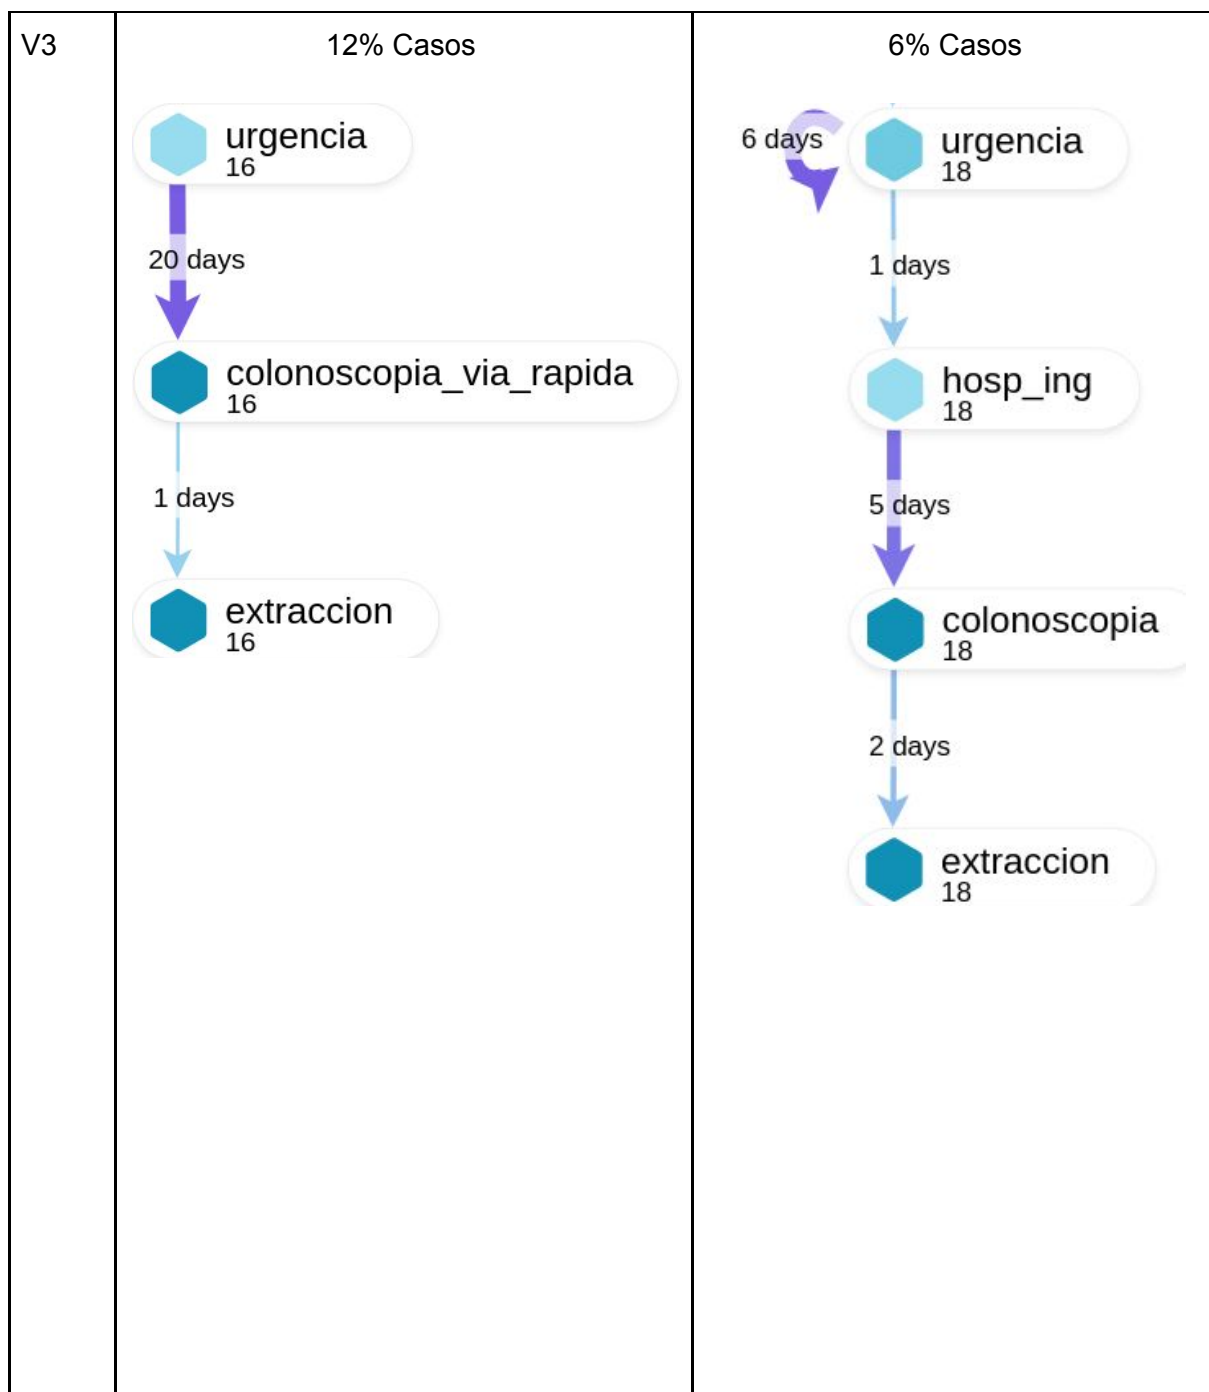 V3
12% Casos
urgencia
16
20 days
colonoscopia_via_rapida
16
1 days
extraccion
16
6% Casos
6 days
urgencia
18
1 days
hosp_ing
18
5 days
colonoscopia
18
2 days
extraccion
18